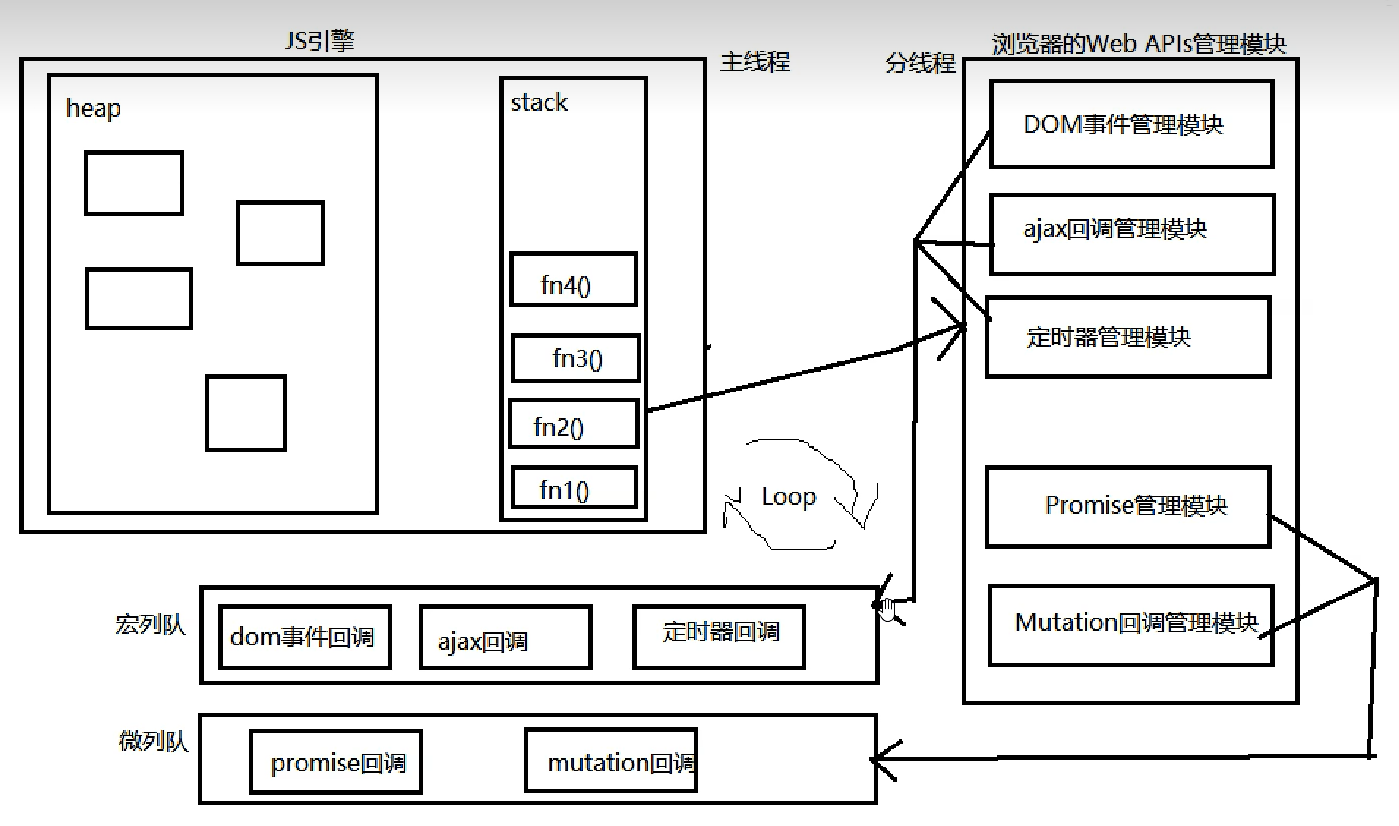 JS引擎
主线程
分线程
浏览器的Web APIs管理模块
heap
stack
fn4()
fn3()
fn2()
fn1()
Loop
DOM事件管理模块
ajax回调管理模块
定时器管理模块
Promise管理模块
Mutation回调管理模块
宏列队
dom事件回调
ajax回调
定时器回调
微列队
promise回调
mutation回调